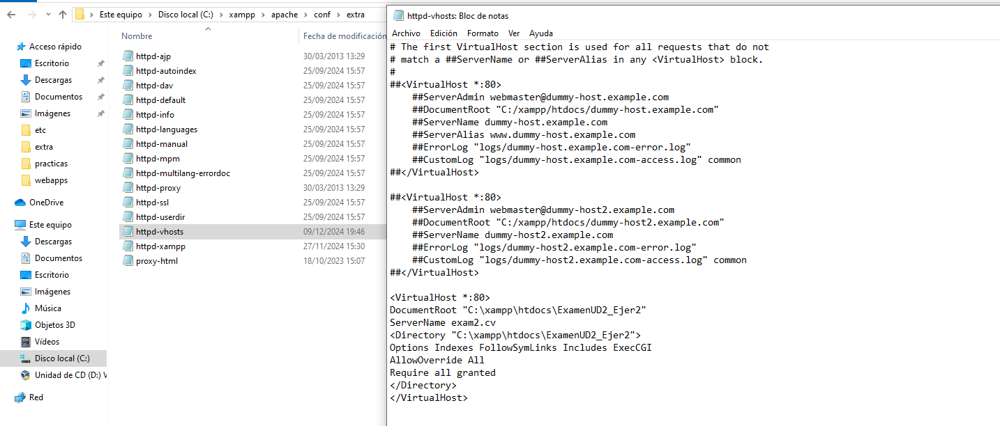 Este equipo > Disco local (C:) > xampp > apache > conf > extra
Nombre Fecha de modificación
Acceso rápido
Escritorio
Descargas
Documentos
Imágenes
etc
extra
practicas
webapps
OneDrive
Este equipo
Descargas
Documentos
Escritorio
Imágenes
Música
Objetos 3D
Vídeos
Disco local (C:)
Unidad de CD (D:) V
Red
httpd-ajp 30/03/2013 13:29
httpd-autoindex 25/09/2024 15:57
httpd-dav 25/09/2024 15:57
httpd-default 25/09/2024 15:57
httpd-info 25/09/2024 15:57
httpd-languages 25/09/2024 15:57
httpd-manual 25/09/2024 15:57
httpd-mpm 25/09/2024 15:57
httpd-multilang-errordoc 25/09/2024 15:57
httpd-proxy 30/03/2013 13:29
httpd-ssl 25/09/2024 15:57
httpd-userdir 25/09/2024 15:57
httpd-vhosts 09/12/2024 19:46
httpd-xampp 27/11/2024 15:30
proxy-html 18/10/2023 15:07
httpd-vhosts: Bloc de notas
Archivo Edición Formato Ver Ayuda
# The first VirtualHost section is used for all requests that do not
# match a ##ServerName or ##ServerAlias in any <VirtualHost> block.
#
##<VirtualHost *:80>
##ServerAdmin webmaster@dummy-host.example.com
##DocumentRoot "C:/xampp/htdocs/dummy-host.example.com"
##ServerName dummy-host.example.com
##ServerAlias www.dummy-host.example.com
##ErrorLog "logs/dummy-host.example.com-error.log"
##CustomLog "logs/dummy-host.example.com-access.log" common
##</VirtualHost>
##<VirtualHost *:80>
##ServerAdmin webmaster@dummy-host2.example.com
##DocumentRoot "C:/xampp/htdocs/dummy-host2.example.com"
##ServerName dummy-host2.example.com
##ErrorLog "logs/dummy-host2.example.com-error.log"
##CustomLog "logs/dummy-host2.example.com-access.log" common
##</VirtualHost>
<VirtualHost *:80>
DocumentRoot "C:\xampp\htdocs\ExamenUD2_Ejer2"
ServerName exam2.cv
<Directory "C:\xampp\htdocs\ExamenUD2_Ejer2">
Options Indexes FollowSymLinks Includes ExecCGI
AllowOverride All
Require all granted
</Directory>
</VirtualHost>